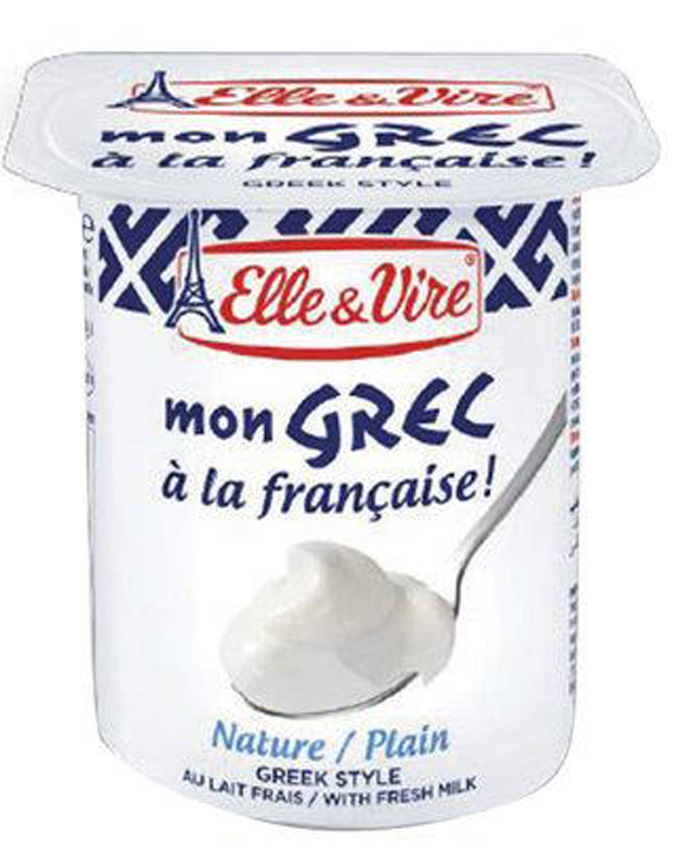 Elle & Vire
mon GREC
à la française!
GREEK STYLE
Elle & Vire®
mon GREC
à la française!
Nature / Plain
GREEK STYLE
AU LAIT FRAIS / WITH FRESH MILK